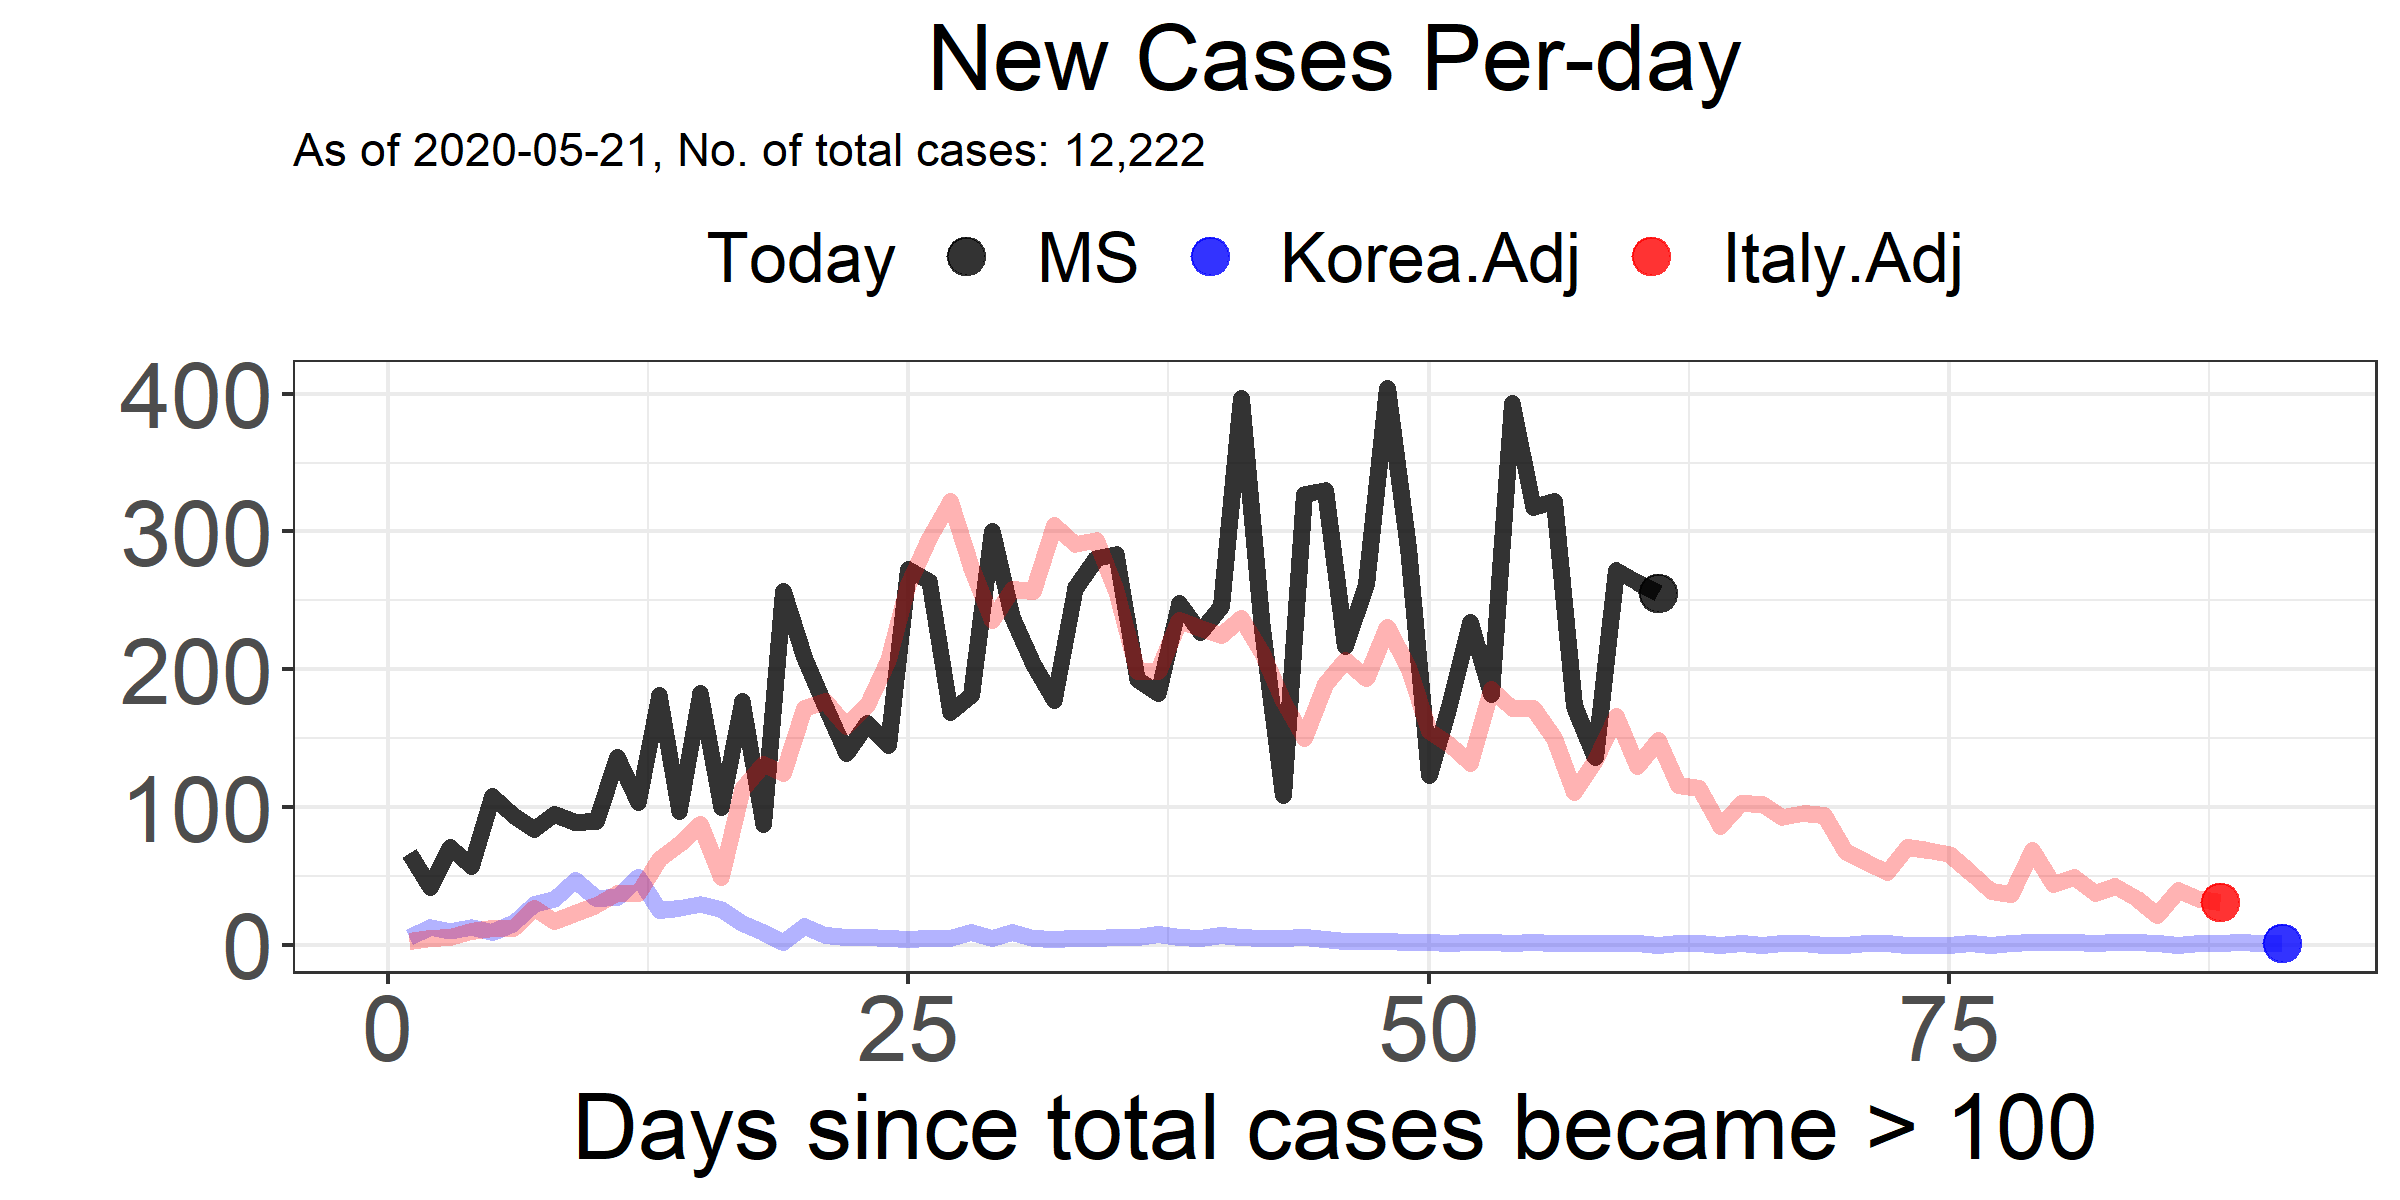 New Cases Per-day
As of 2020-05-21, No. of total cases: 12,222
Today MS Korea.Adj Italy.Adj
400
300
200
100
0
0 25 50 75
Days since total cases became > 100